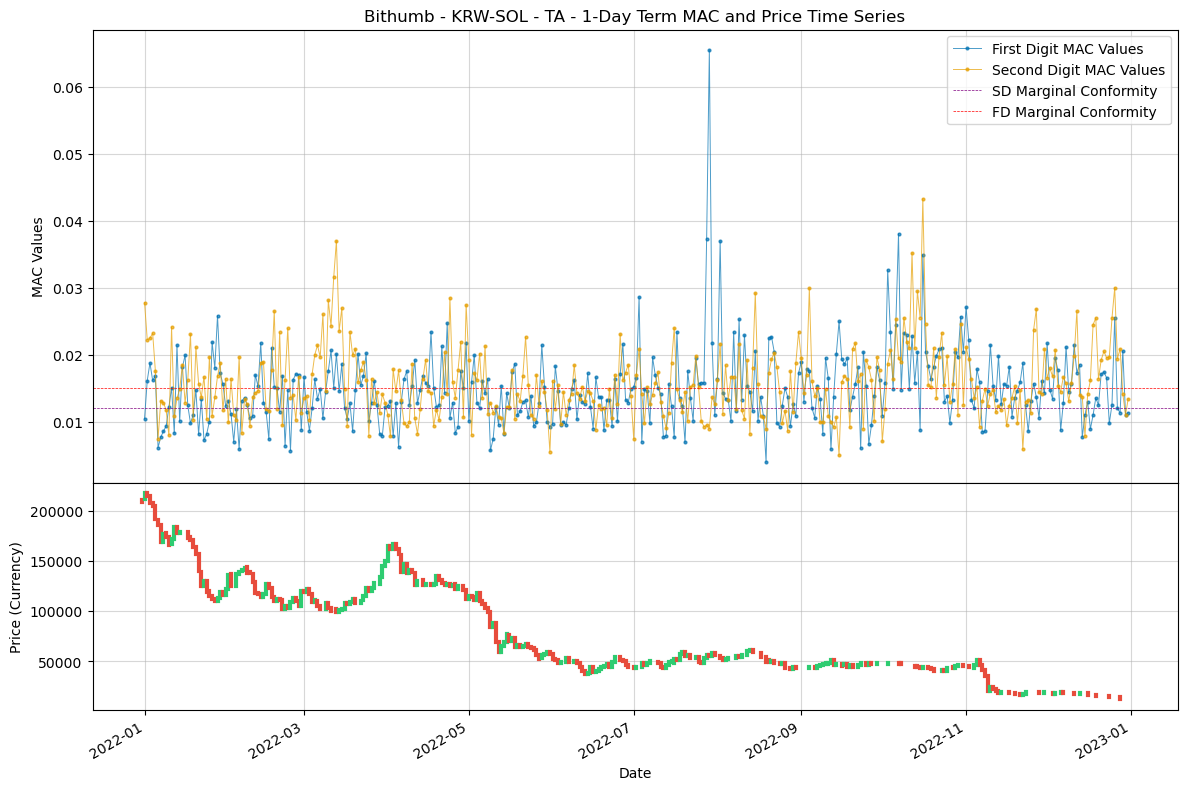 Bithumb - KRW-SOL - TA - 1-Day Term MAC and Price Time Series
First Digit MAC Values
Second Digit MAC Values
SD Marginal Conformity
FD Marginal Conformity
MAC Values
0.06
0.05
0.04
0.03
0.02
0.01
Price (Currency)
200000
150000
100000
50000
2022-01
2022-03
2022-05
2022-07
2022-09
2022-11
2023-01
Date